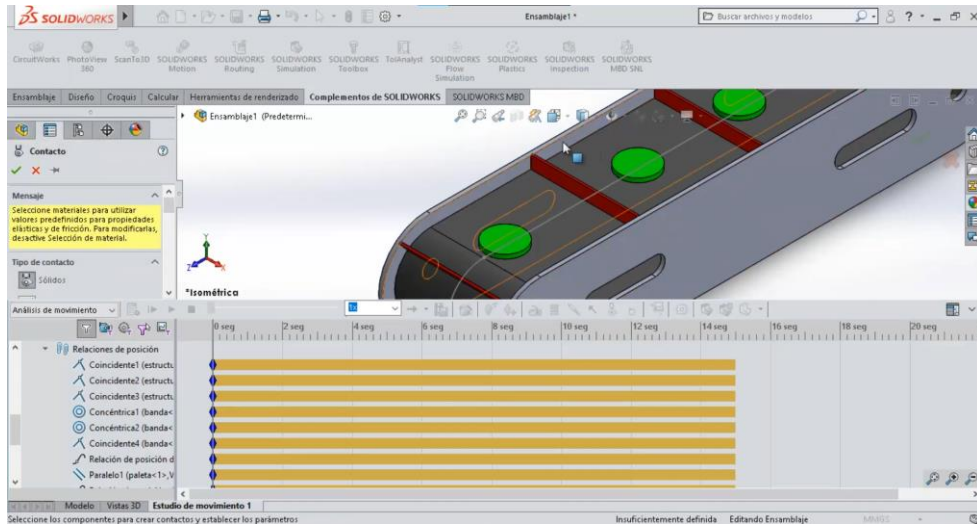 SOLIDWORKS
Ensamblaje1 *
Buscar archivos y modelos
CircuitWorks
PhotoView 360
ScanTo3D
SOLIDWORKS Motion
SOLIDWORKS Routing
SOLIDWORKS Simulation
SOLIDWORKS Toolbox
TolAnalyst
SOLIDWORKS Flow Simulation
SOLIDWORKS Plastics
SOLIDWORKS Inspection
SOLIDWORKS MBD SNL
Ensamblaje Diseño Croquis Calcular Herramientas de renderizado Complementos de SOLIDWORKS SOLIDWORKS MBD
Ensamblaje1 (Predetermi...
Contacto
Mensaje
Seleccione materiales para utilizar
valores predefinidos para propiedades
elásticas y de fricción. Para modificarlas,
desactive Selección de material.
Tipo de contacto
Sólidos
Y
Z
X
*Isométrica
Análisis de movimiento
0 seg 2 seg 4 seg 6 seg 8 seg 10 seg 12 seg 14 seg 16 seg 18 seg 20 seg
Relaciones de posición
Coincidente1 (estructu
Coincidente2 (estructu
Coincidente3 (estructu
Concéntrica1 (banda<
Concéntrica2 (banda<
Coincidente4 (banda<
Relación de posición d
Paralelo1 (paleta<1>,V
Modelo Vistas 3D Estudio de movimiento 1
Seleccione los componentes para crear contactos y establecer los parámetros
Insuficientemente definida Editando Ensamblaje MMGS